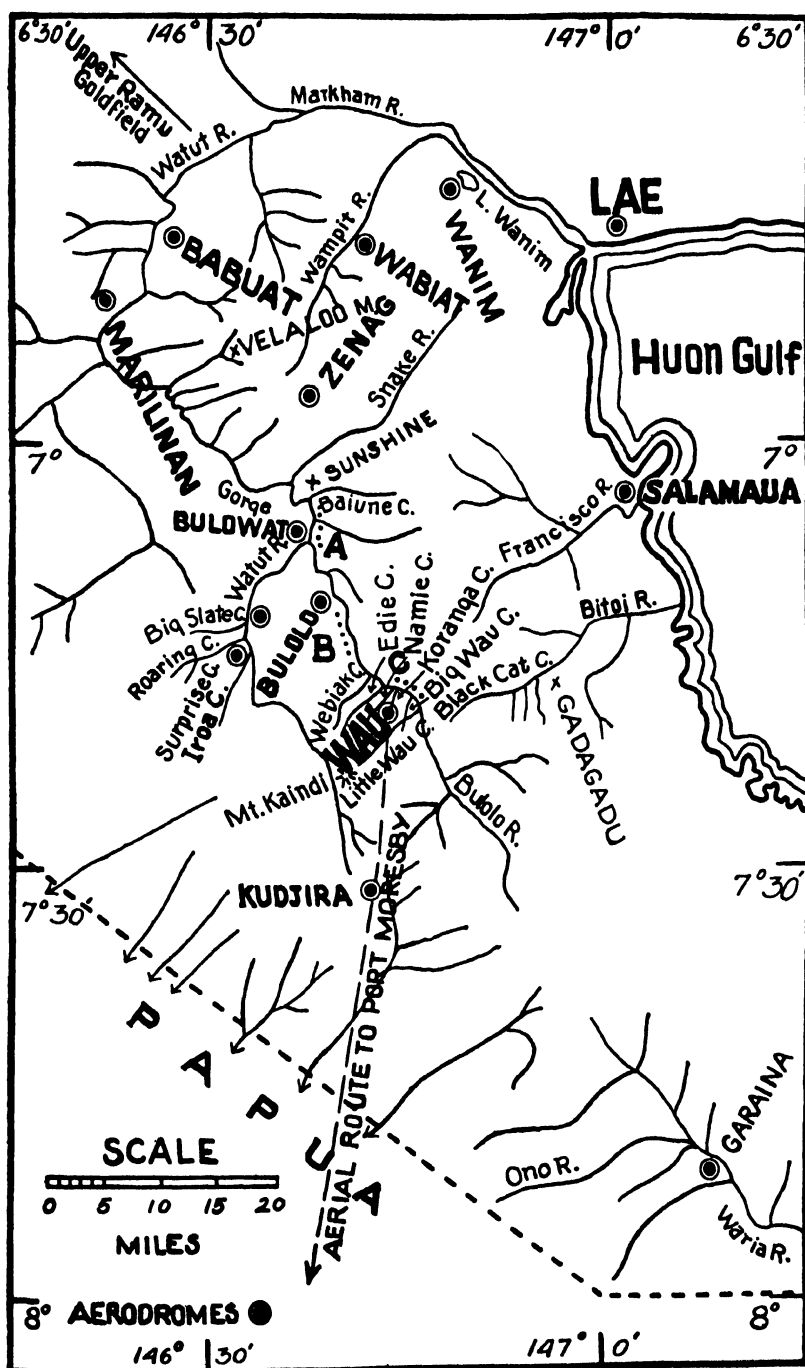 6°30'
146° 30'
147° 0'
6°30'
Upper Ramu
Goldfield
Markham R.
Watut R.
LAE
L. Wanim
WANIM
Wampit R.
WABIAT
BABUAT
VELALOO M.G
ZENAG
Snake R.
Huon Gulf
MARILINAN
7°
7°
SUNSHINE
Gorge
Baiune C.
BULOWAT
A
SALAMAUA
Francisco R.
Watut R.
Edie C.
Namie C.
Koranga C.
Big Wau C.
Black Cat C.
Bitoi R.
Big Slate C.
Roaring C.
Surprise C.
Iroa C.
BULOLO
B
C
Webiak C.
WAU
Little Wau C.
GADAGADU
Mt. Kaindi
Bulolo R.
KUDJIRA
7°30'
7°30'
AERIAL ROUTE TO PORT MORESBY
PAPUA
GARAINA
Ono R.
Waria R.
SCALE
0 5 10 15 20
MILES
8°
AERODROMES
8°
146° 30'
147° 0'